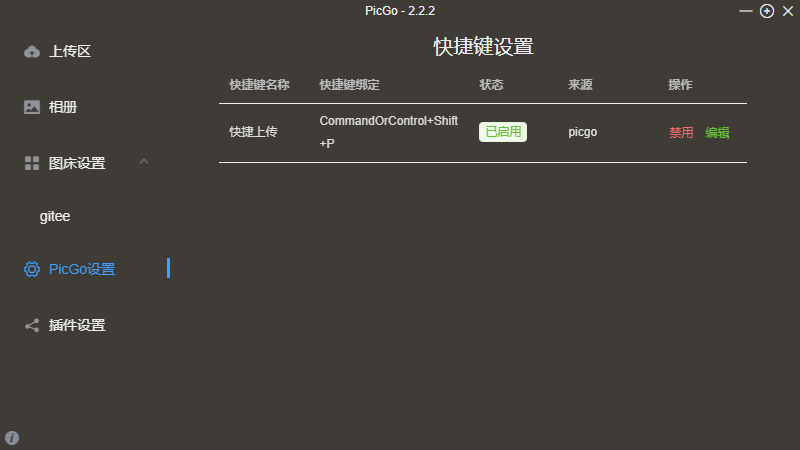 PicGo - 2.2.2
上传区
相册
图床设置
gitee
PicGo设置
插件设置
快捷键设置
快捷键名称 快捷键绑定 状态 来源 操作
快捷上传 CommandOrControl+Shift
+P 已启用 picgo 禁用 编辑